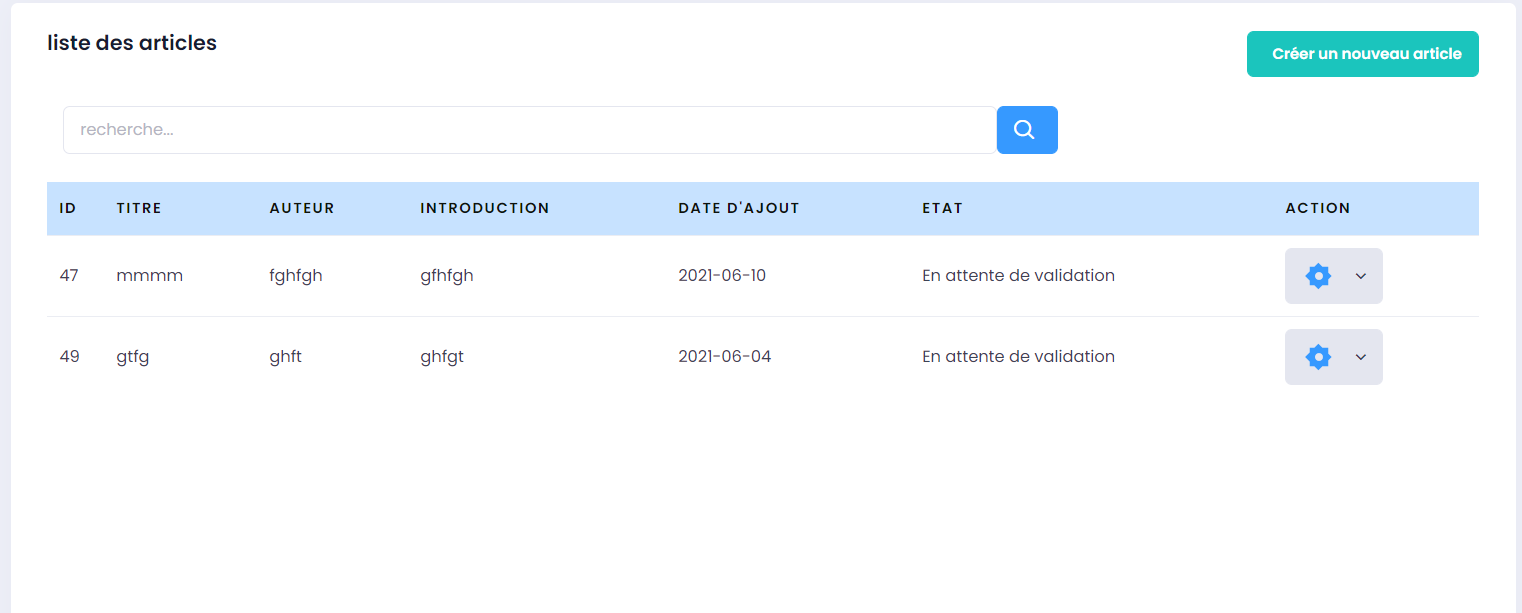 liste des articles
Créer un nouveau article
recherche...
ID TITRE AUTEUR INTRODUCTION DATE D'AJOUT ETAT ACTION
47 mmmm fghfgh gfhfgh 2021-06-10 En attente de validation
49 gtfg ghft ghfgt 2021-06-04 En attente de validation